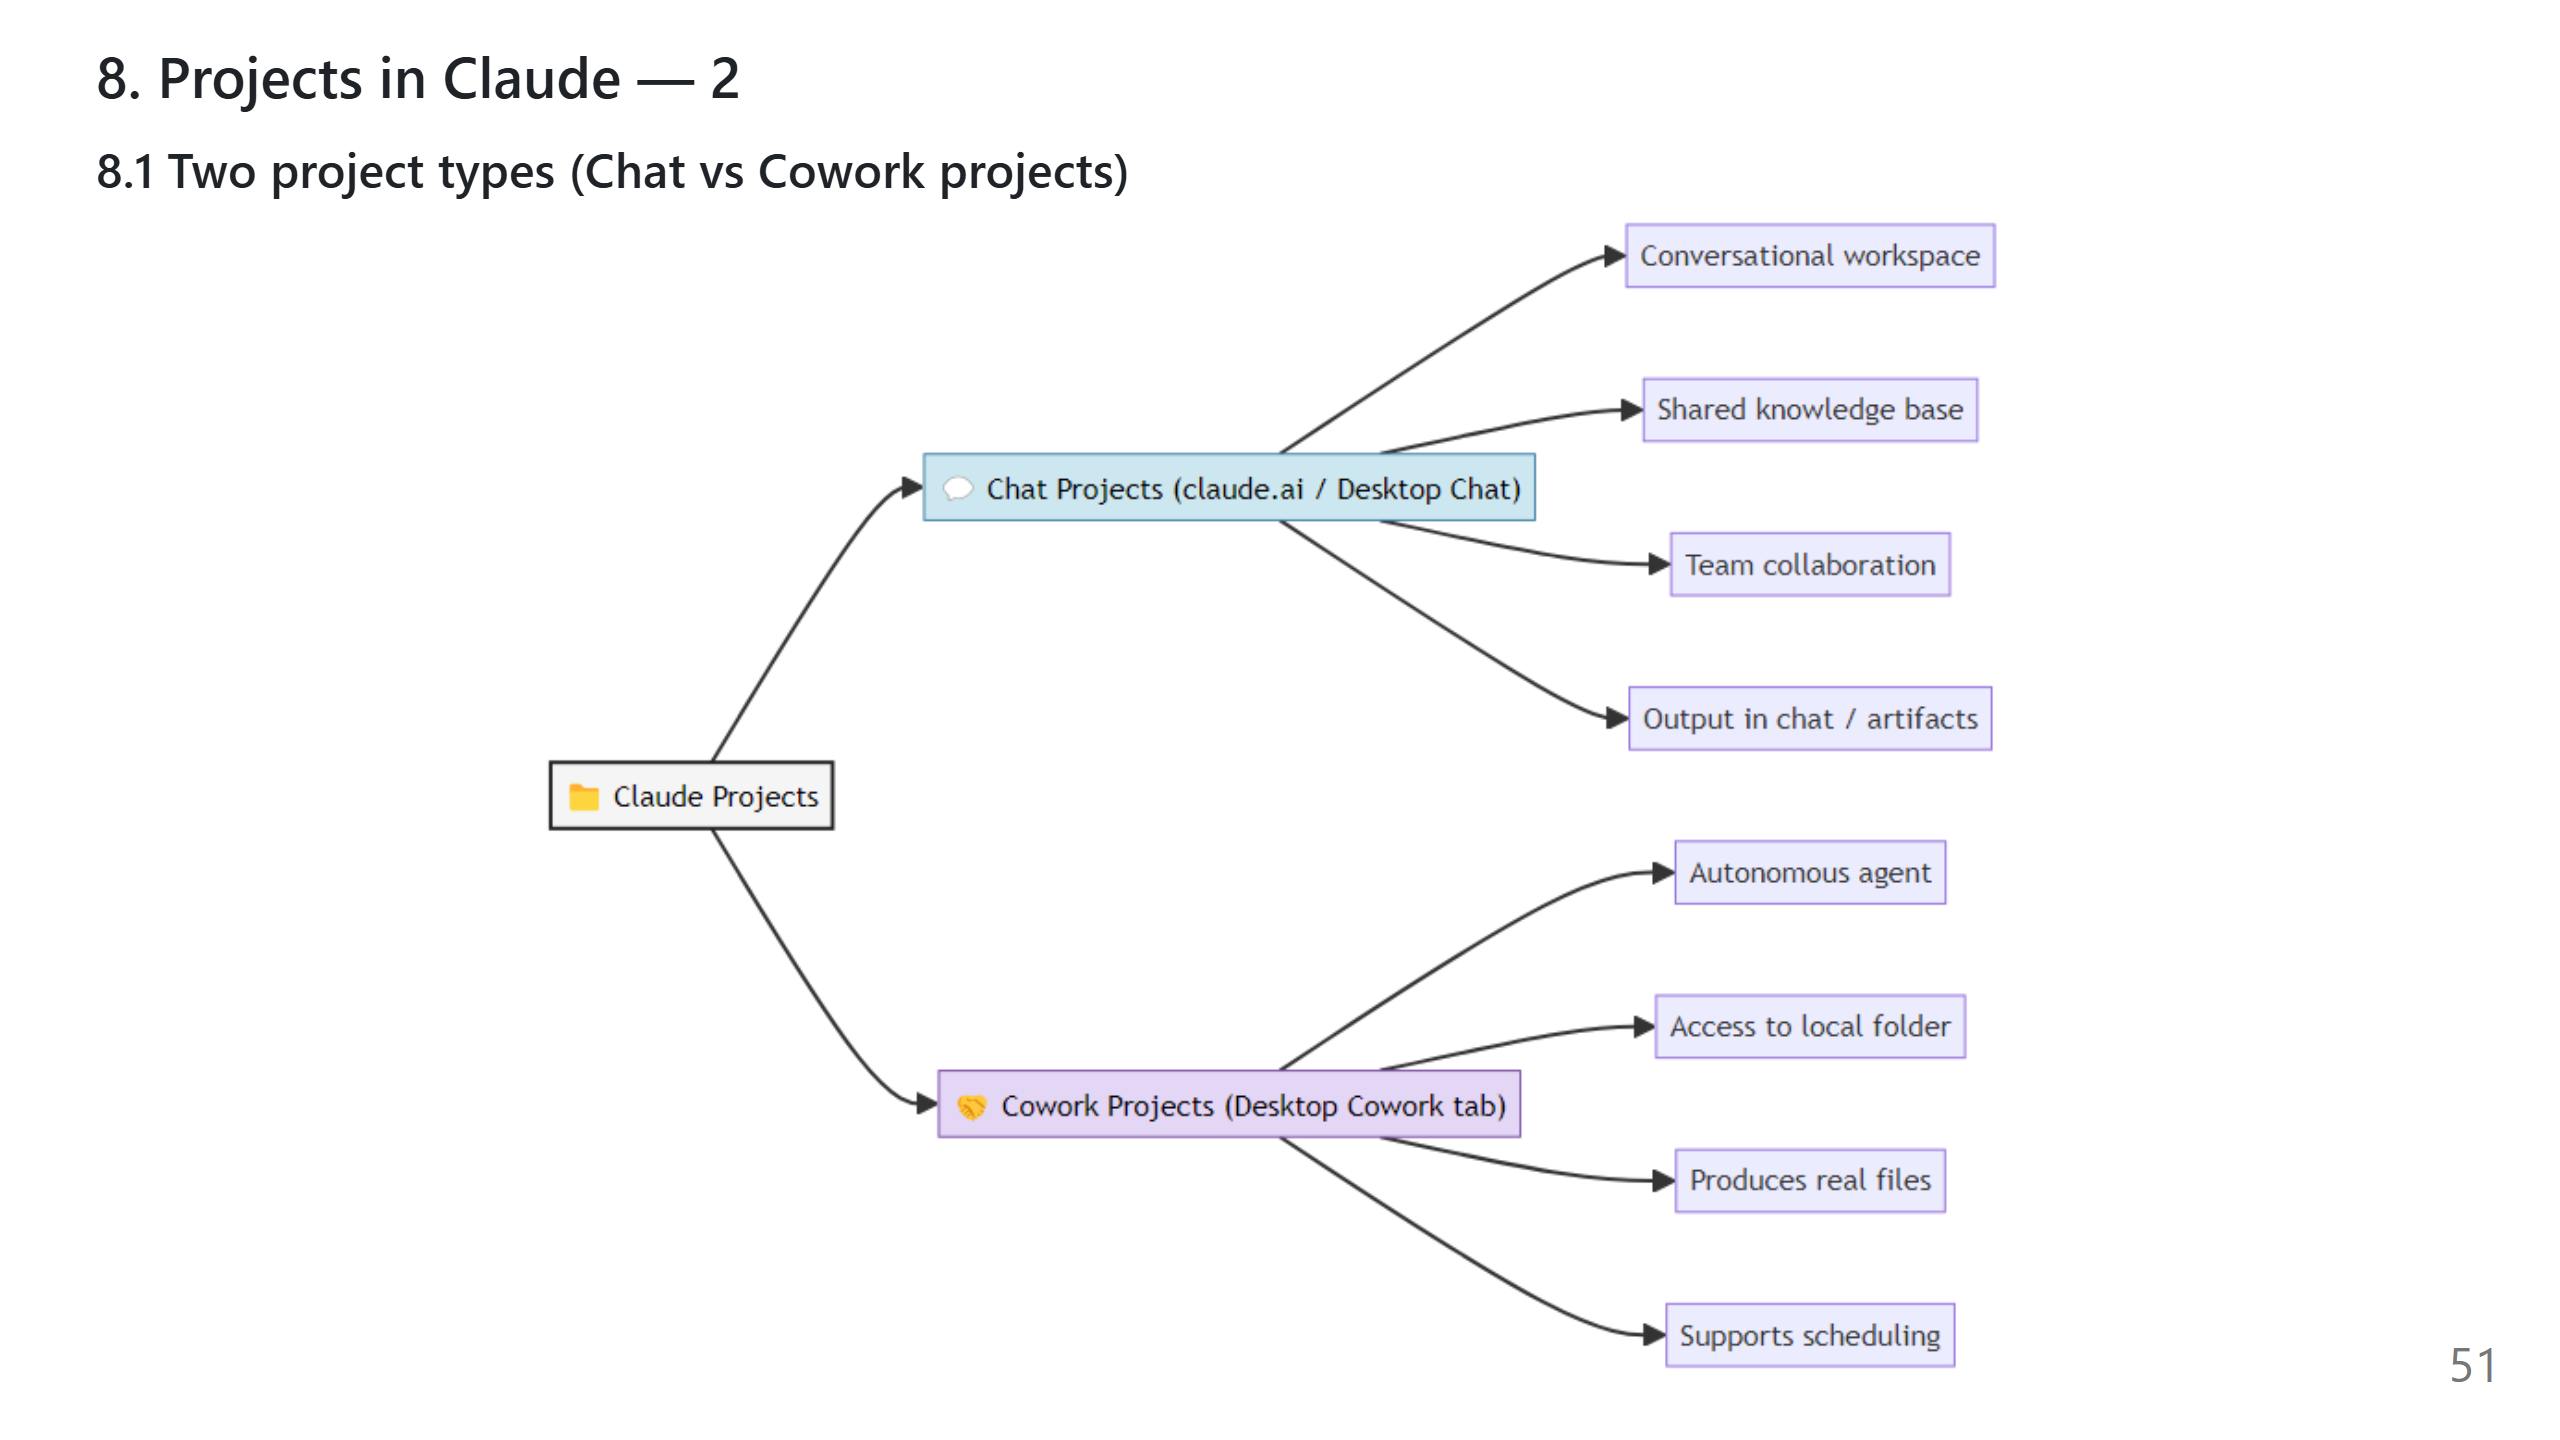 8. Projects in Claude — 2
8.1 Two project types (Chat vs Cowork projects)
Conversational workspace
Shared knowledge base
💬 Chat Projects (claude.ai / Desktop Chat)
Team collaboration
Output in chat / artifacts
📁 Claude Projects
Autonomous agent
Access to local folder
🤝 Cowork Projects (Desktop Cowork tab)
Produces real files
Supports scheduling
51